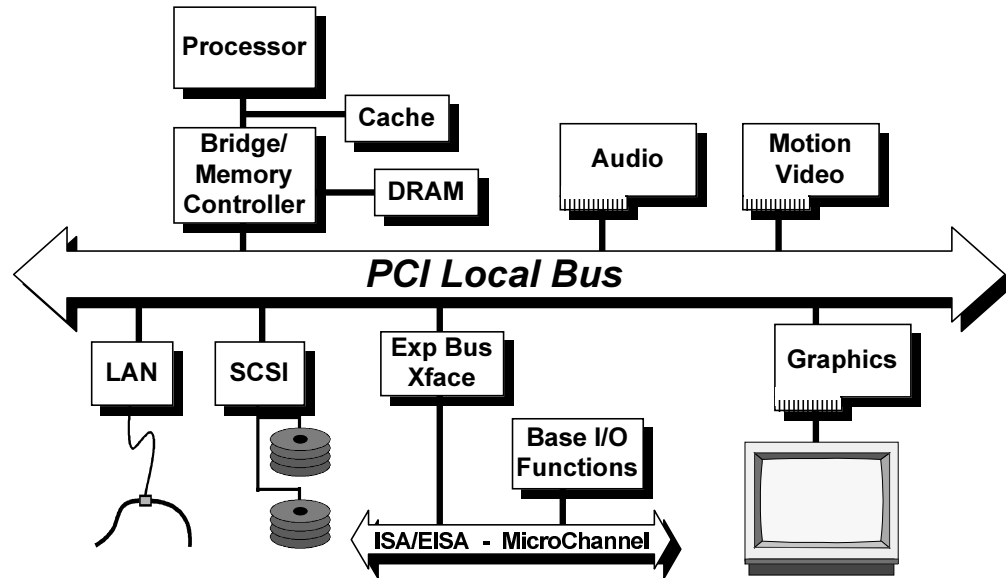 Processor
Cache
Bridge/
Memory
Controller
DRAM
Audio
Motion
Video
PCI Local Bus
LAN
SCSI
Exp Bus
Xface
Graphics
Base I/O
Functions
ISA/EISA - MicroChannel